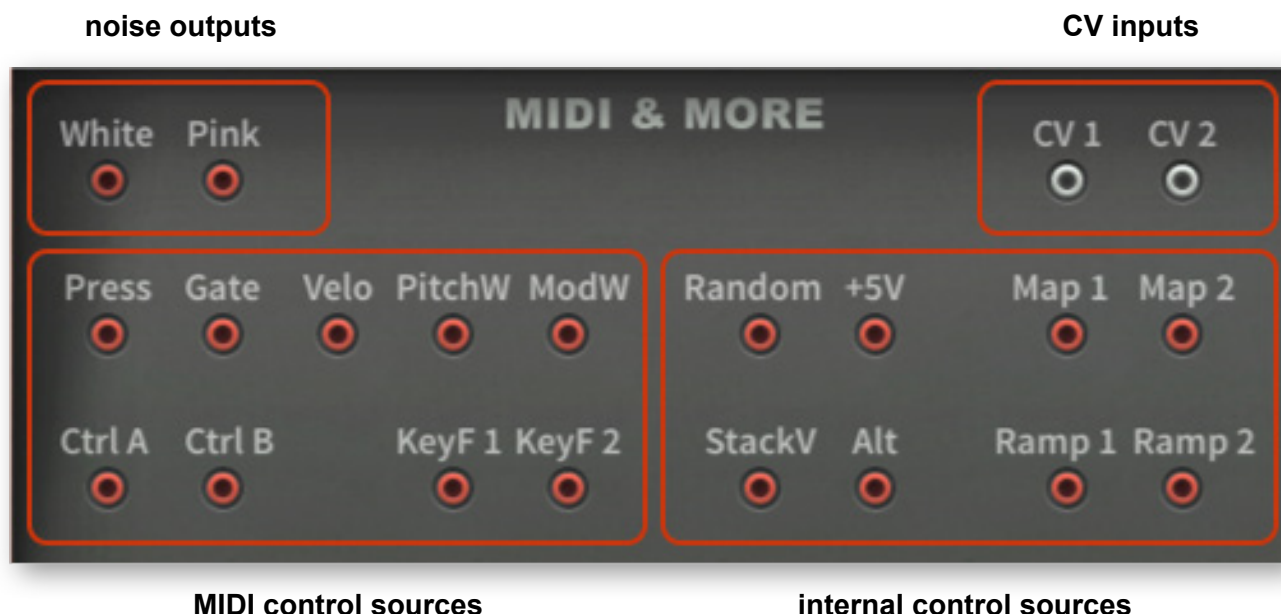 noise outputs CV inputs
MIDI & MORE
White Pink CV 1 CV 2
Press Gate Velo PitchW ModW Random +5V Map 1 Map 2
Ctrl A Ctrl B KeyF 1 KeyF 2 StackV Alt Ramp 1 Ramp 2
MIDI control sources internal control sources